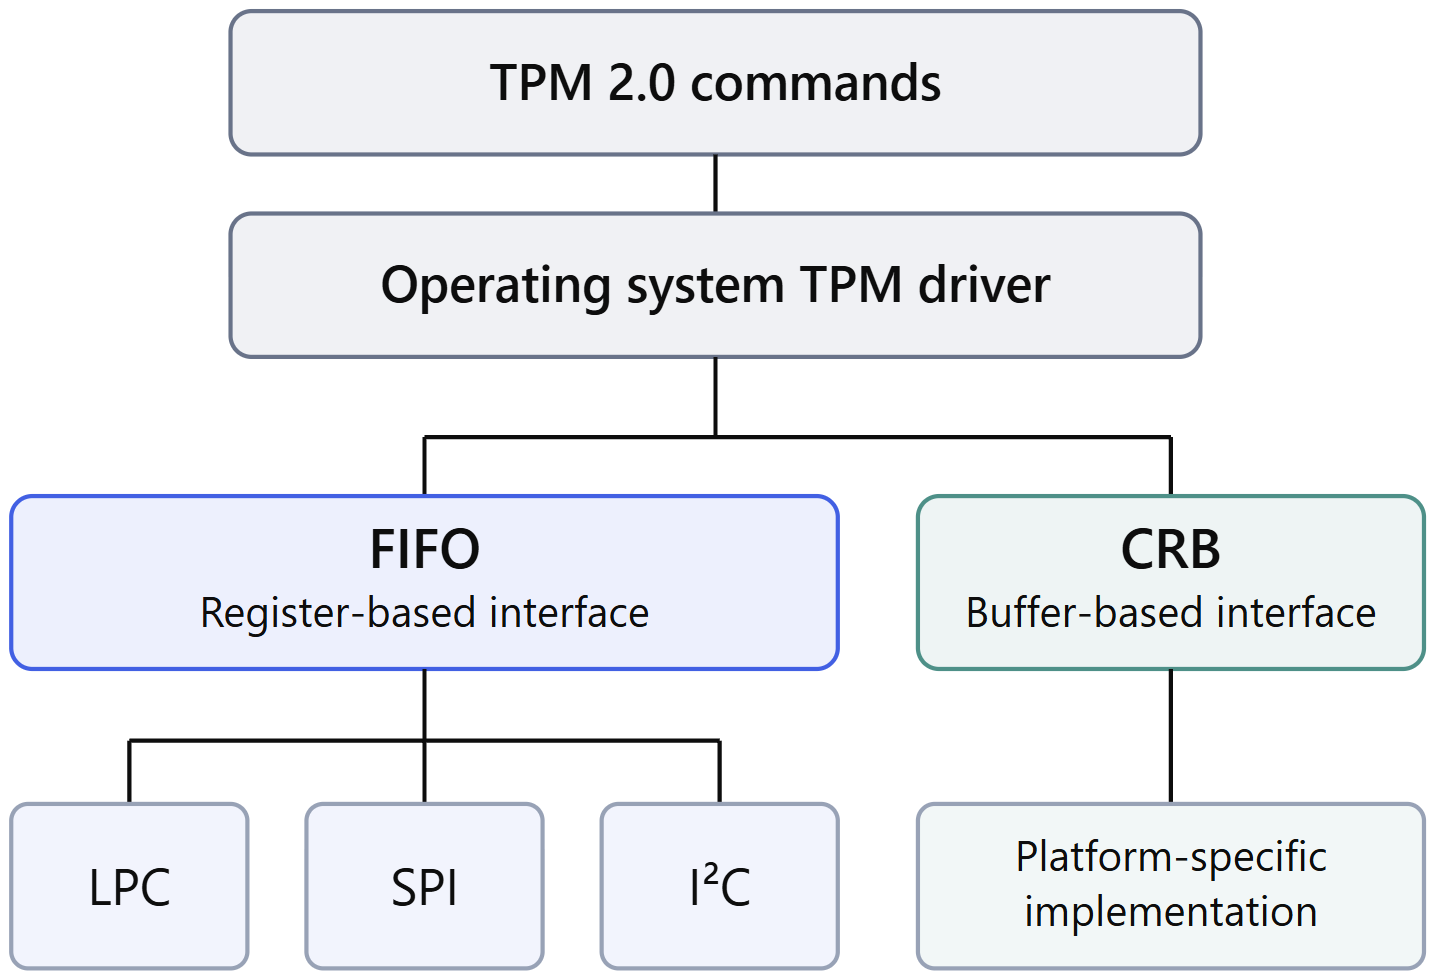 TPM 2.0 commands
Operating system TPM driver
FIFO
Register-based interface
CRB
Buffer-based interface
LPC
SPI
I²C
Platform-specific
implementation